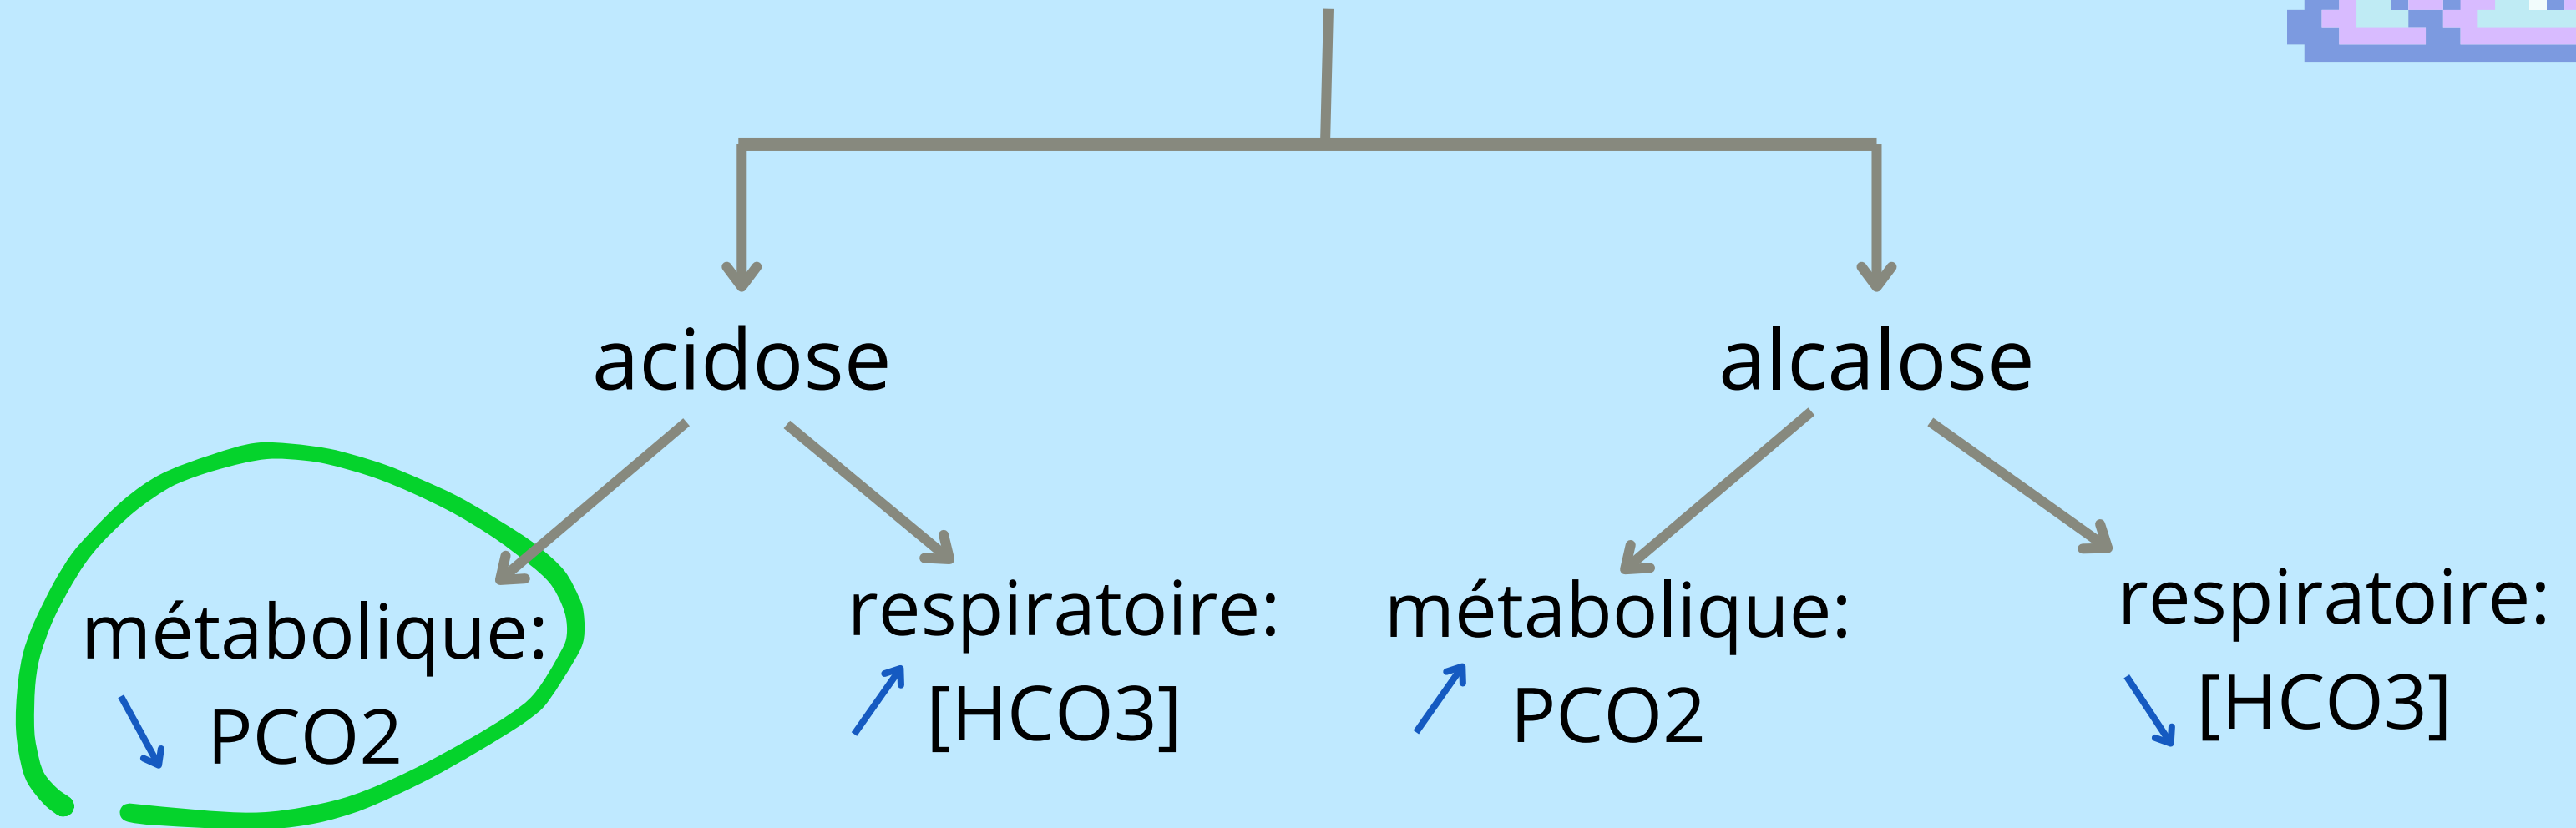 acidose
alcalose
métabolique:
↘ PCO2
respiratoire:
↗ [HCO3]
métabolique:
↗ PCO2
respiratoire:
↘ [HCO3]